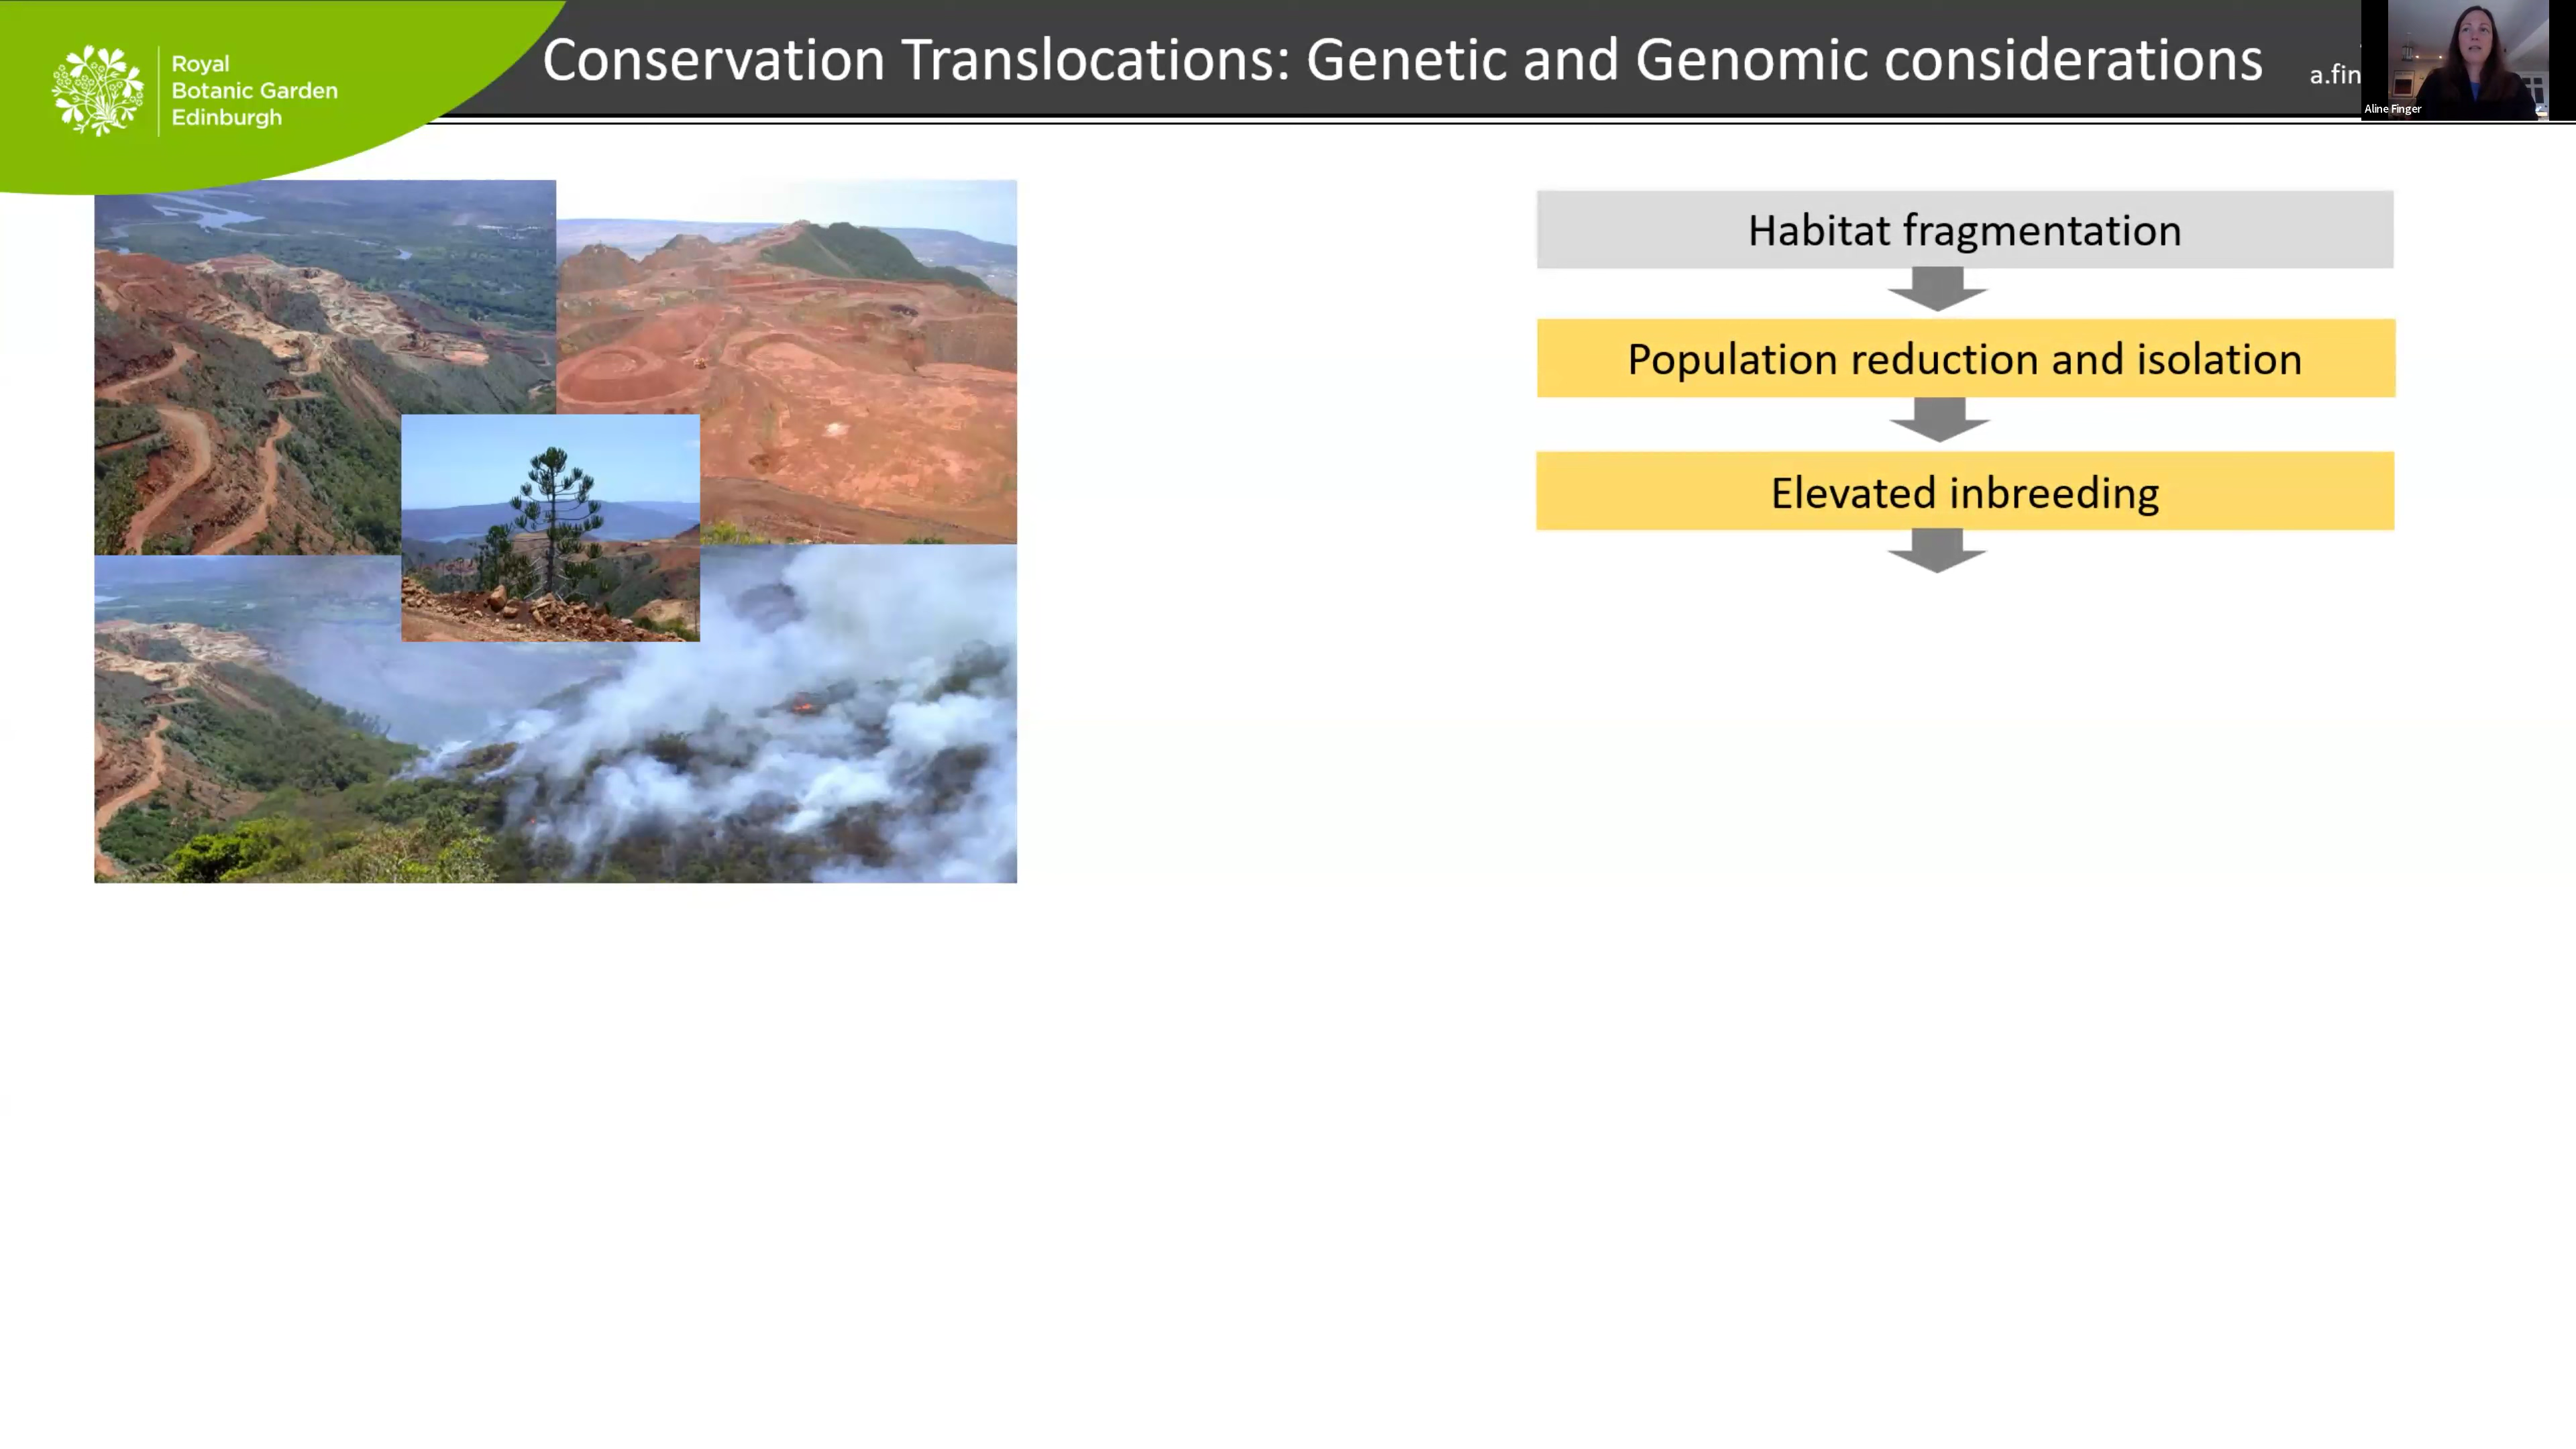 Royal
Botanic Garden
Edinburgh
Conservation Translocations: Genetic and Genomic considerations
a.fin
Aline Finger
Habitat fragmentation
Population reduction and isolation
Elevated inbreeding